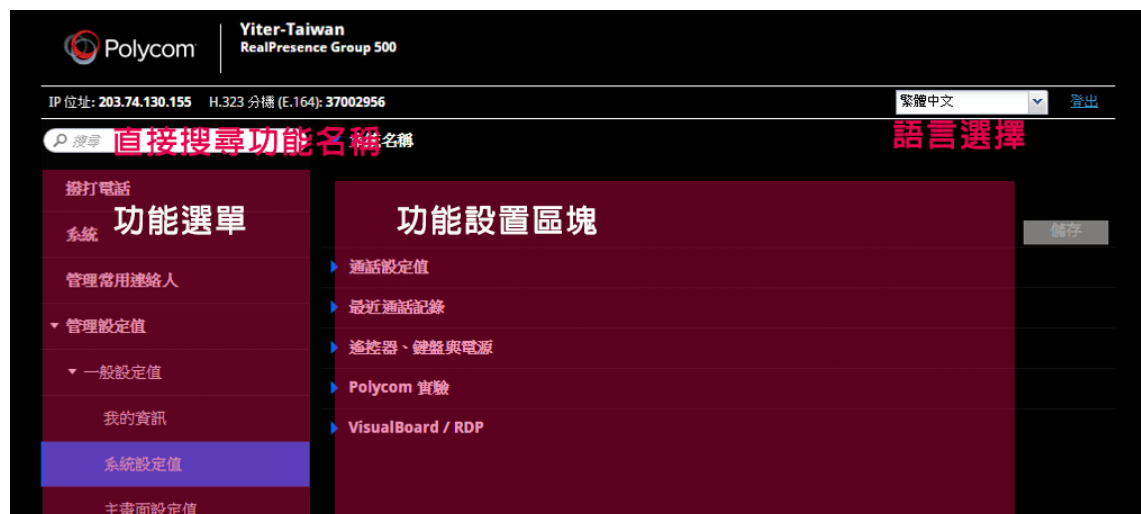 Polycom
Yiter-Taiwan
RealPresence Group 500
IP 位址: 203.74.130.155 H.323 分機 (E.164): 37002956
繁體中文
登出
搜尋
直接搜尋功能名稱
系統名稱
語言選擇
功能選單
功能設置區塊
儲存
撥打電話
系統
管理常用連絡人
管理設定值
一般設定值
我的資訊
系統設定值
主畫面設定值
通話設定值
最近通話記錄
遙控器、鍵盤與電源
Polycom 實驗
VisualBoard / RDP